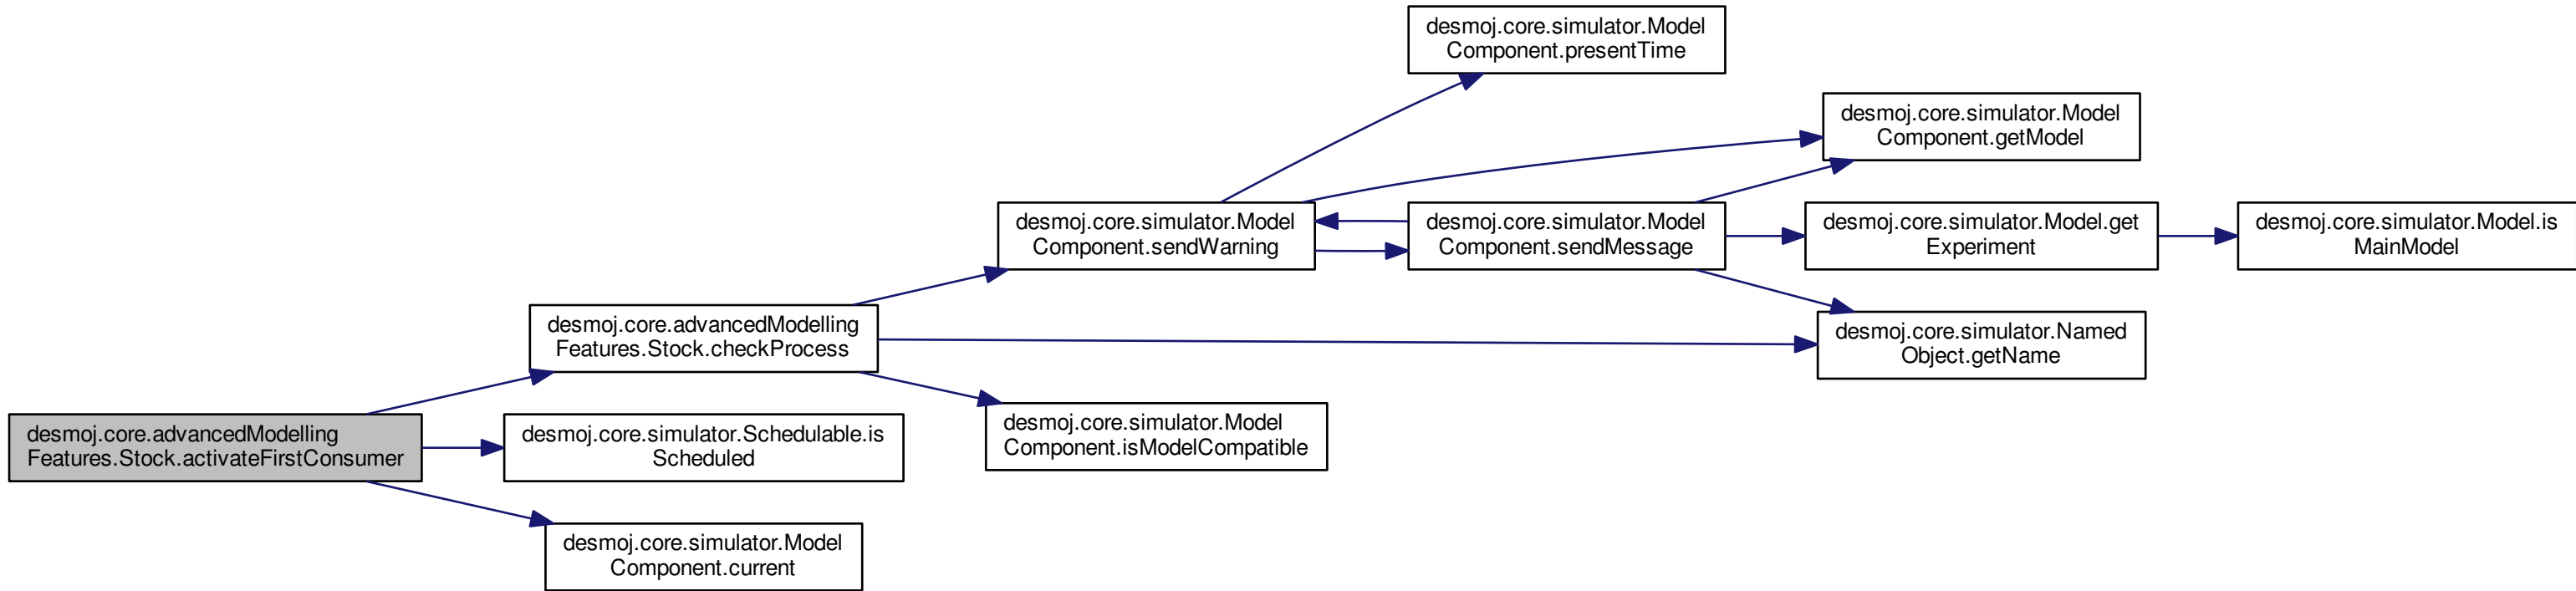 desmoj.core.simulator.Model
Component.presentTime
desmoj.core.simulator.Model
Component.getModel
desmoj.core.simulator.Model
Component.sendWarning
desmoj.core.simulator.Model
Component.sendMessage
desmoj.core.simulator.Model.get
Experiment
desmoj.core.simulator.Model.is
MainModel
desmoj.core.advancedModelling
Features.Stock.checkProcess
desmoj.core.simulator.Named
Object.getName
desmoj.core.advancedModelling
Features.Stock.activateFirstConsumer
desmoj.core.simulator.Schedulable.is
Scheduled
desmoj.core.simulator.Model
Component.isModelCompatible
desmoj.core.simulator.Model
Component.current